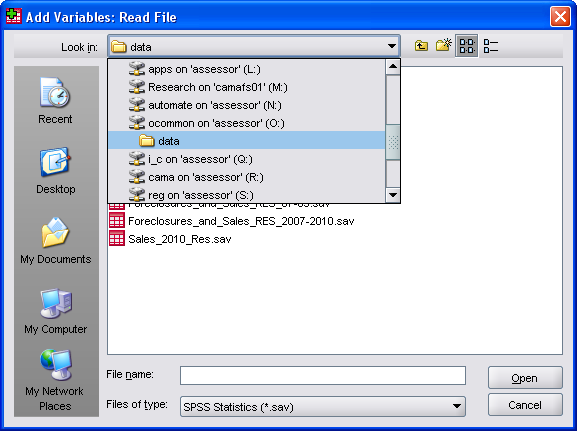 Add Variables: Read File
Look in: data
apps on 'assessor' (L:)
Research on 'camafs01' (M:)
automate on 'assessor' (N:)
ocommon on 'assessor' (O:)
data
i_c on 'assessor' (Q:)
cama on 'assessor' (R:)
reg on 'assessor' (S:)
Foreclosures_and_Sales_RES_07-09.sav
Foreclosures_and_Sales_RES_2007-2010.sav
Sales_2010_Res.sav
Recent
Desktop
My Documents
My Computer
My Network
Places
File name:
Open
Files of type: SPSS Statistics (*.sav)
Cancel